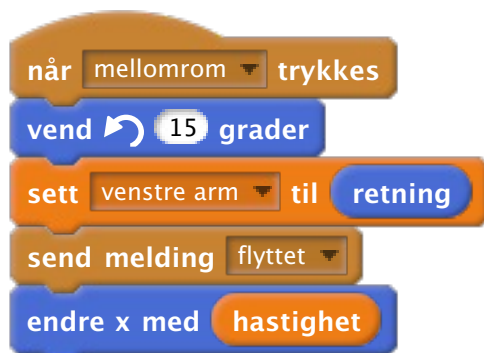 når mellomrom trykkes
vend 15 grader
sett venstre arm til retning
send melding flyttet
endre x med hastighet